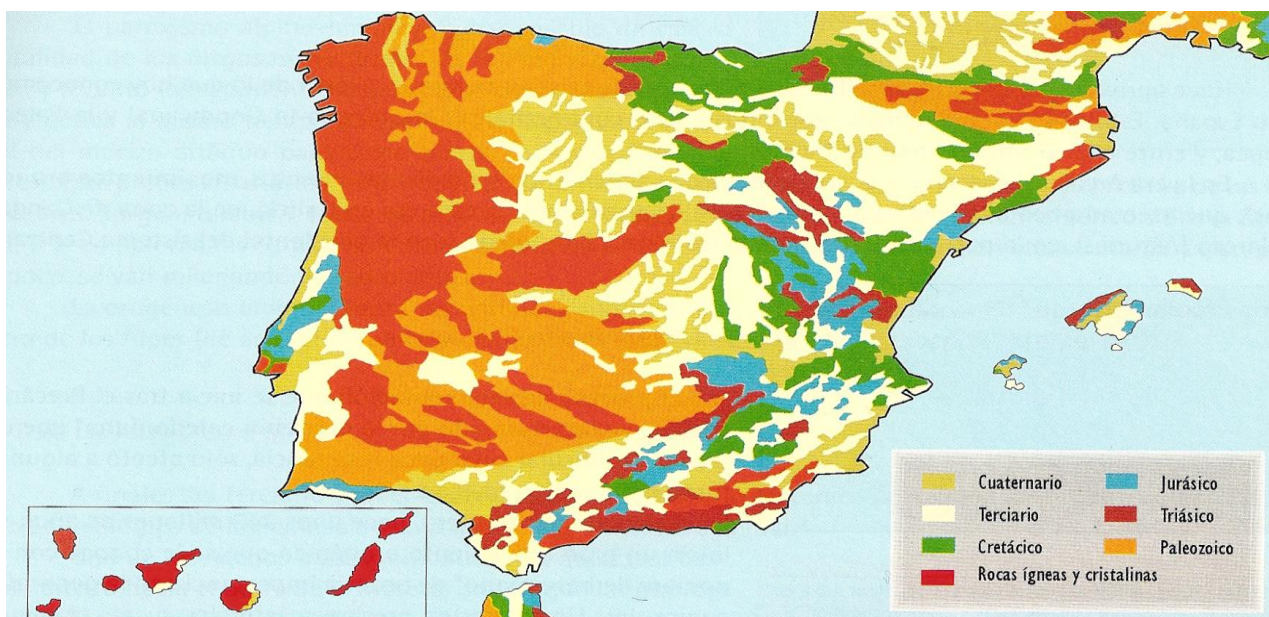 Cuaternario Jurásico
Terciario Triásico
Cretácico Paleozoico
Rocas ígneas y cristalinas